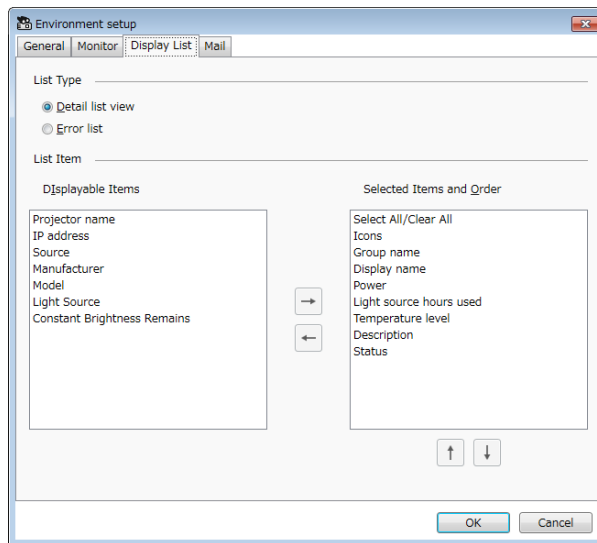 Environment setup
General Monitor Display List Mail
List Type
Detail list view
Error list
List Item
DIsplayable Items
Projector name
IP address
Source
Manufacturer
Model
Light Source
Constant Brightness Remains
→
←
Selected Items and Order
Select All/Clear All
Icons
Group name
Display name
Power
Light source hours used
Temperature level
Description
Status
↑ ↓
OK Cancel